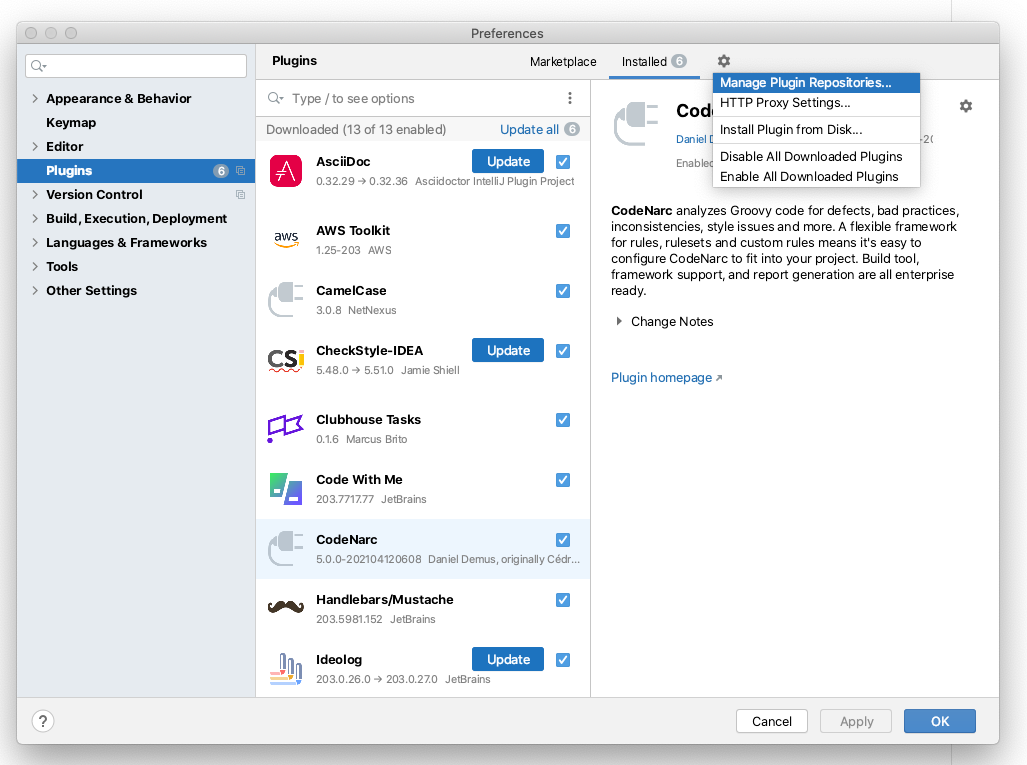 Preferences
Appearance & Behavior
Keymap
Editor
Plugins 6
Version Control
Build, Execution, Deployment
Languages & Frameworks
Tools
Other Settings
Plugins
Marketplace
Installed 6
Type / to see options
Downloaded (13 of 13 enabled)
Update all 6
AsciiDoc
Update
0.32.29 → 0.32.36 Asciidoctor IntelliJ Plugin Project
aws
AWS Toolkit
1.25-203 AWS
CamelCase
3.0.8 NetNexus
CSi
CheckStyle-IDEA
Update
5.48.0 → 5.51.0 Jamie Shiell
Clubhouse Tasks
0.1.6 Marcus Brito
Code With Me
203.7717.77 JetBrains
CodeNarc
5.0.0-202104120608 Daniel Demus, originally Cédr...
Handlebars/Mustache
203.5981.152 JetBrains
Ideolog
Update
203.0.26.0 → 203.0.27.0 JetBrains
Manage Plugin Repositories...
HTTP Proxy Settings...
Install Plugin from Disk...
Disable All Downloaded Plugins
Enable All Downloaded Plugins
Daniel
Enabled
CodeNarc analyzes Groovy code for defects, bad practices,
inconsistencies, style issues and more. A flexible framework
for rules, rulesets and custom rules means it's easy to
configure CodeNarc to fit into your project. Build tool,
framework support, and report generation are all enterprise
ready.
Change Notes
Plugin homepage ↗
?
Cancel
Apply
OK